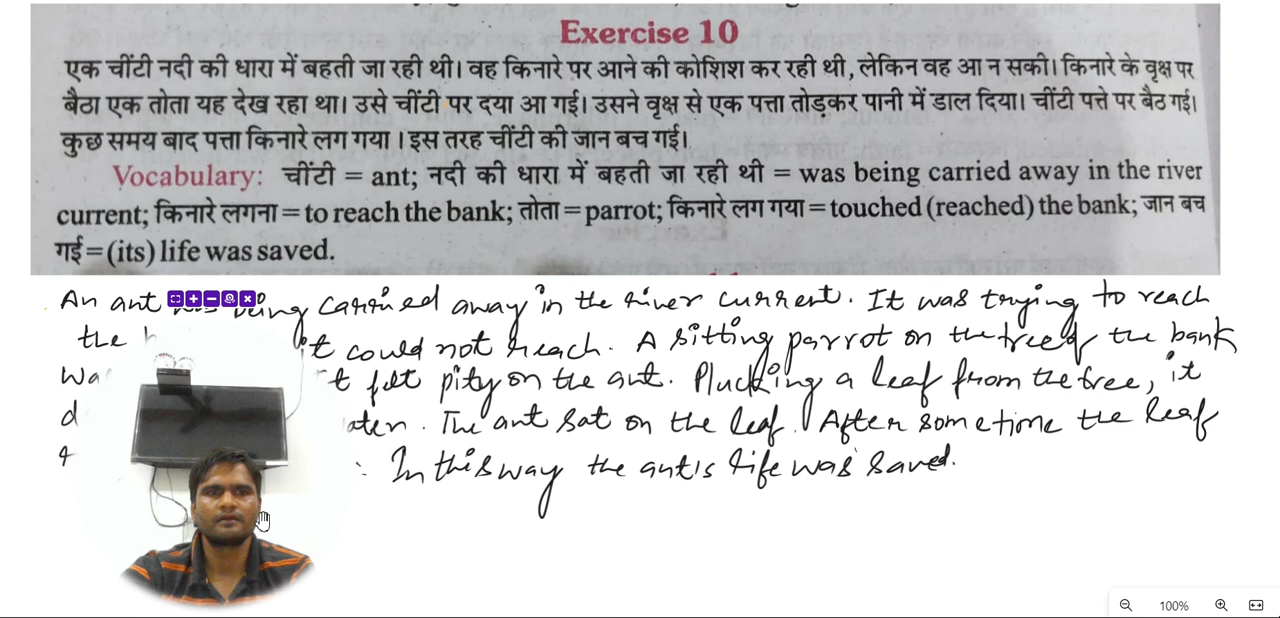 Exercise 10
एक चींटी नदी की धारा में बहती जा रही थी। वह किनारे पर आने की कोशिश कर रही थी, लेकिन वह आ न सकी। किनारे के वृक्ष पर
बैठा एक तोता यह देख रहा था। उसे चींटी पर दया आ गई। उसने वृक्ष से एक पत्ता तोड़कर पानी में डाल दिया। चींटी पत्ते पर बैठ गई।
कुछ समय बाद पत्ता किनारे लग गया। इस तरह चींटी की जान बच गई।
Vocabulary: चींटी = ant; नदी की धारा में बहती जा रही थी = was being carried away in the river
current; किनारे लगना = to reach the bank; तोता = parrot; किनारे लग गया = touched (reached) the bank; जान बच
गई = (its) life was saved.
An ant being carried away in the river current. It was trying to reach
the it could not reach. A sitting parrot on the tree of the bank
felt pity on the ant. Plucking a leaf from the tree, it
The ant sat on the leaf. After sometime the leaf
In this way the ant's life was saved.
100%